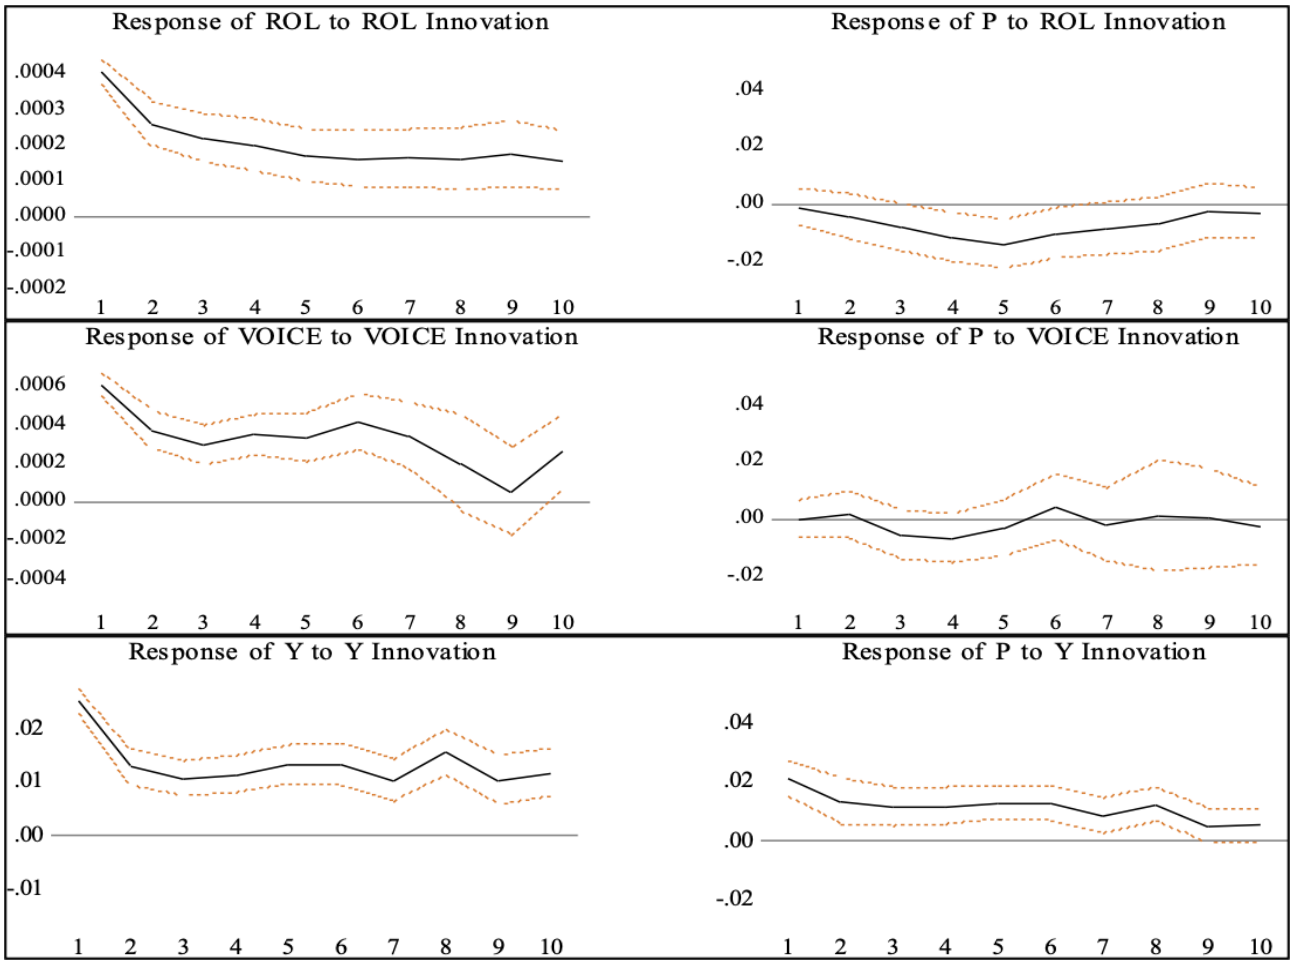 Response of ROL to ROL Innovation
.0004
.0003
.0002
.0001
.0000
-.0001
-.0002
1 2 3 4 5 6 7 8 9 10
Response of P to ROL Innovation
.04
.02
.00
-.02
1 2 3 4 5 6 7 8 9 10
Response of VOICE to VOICE Innovation
.0006
.0004
.0002
.0000
-.0002
-.0004
1 2 3 4 5 6 7 8 9 10
Response of P to VOICE Innovation
.04
.02
.00
-.02
1 2 3 4 5 6 7 8 9 10
Response of Y to Y Innovation
.02
.01
.00
-.01
1 2 3 4 5 6 7 8 9 10
Response of P to Y Innovation
.04
.02
.00
-.02
1 2 3 4 5 6 7 8 9 10